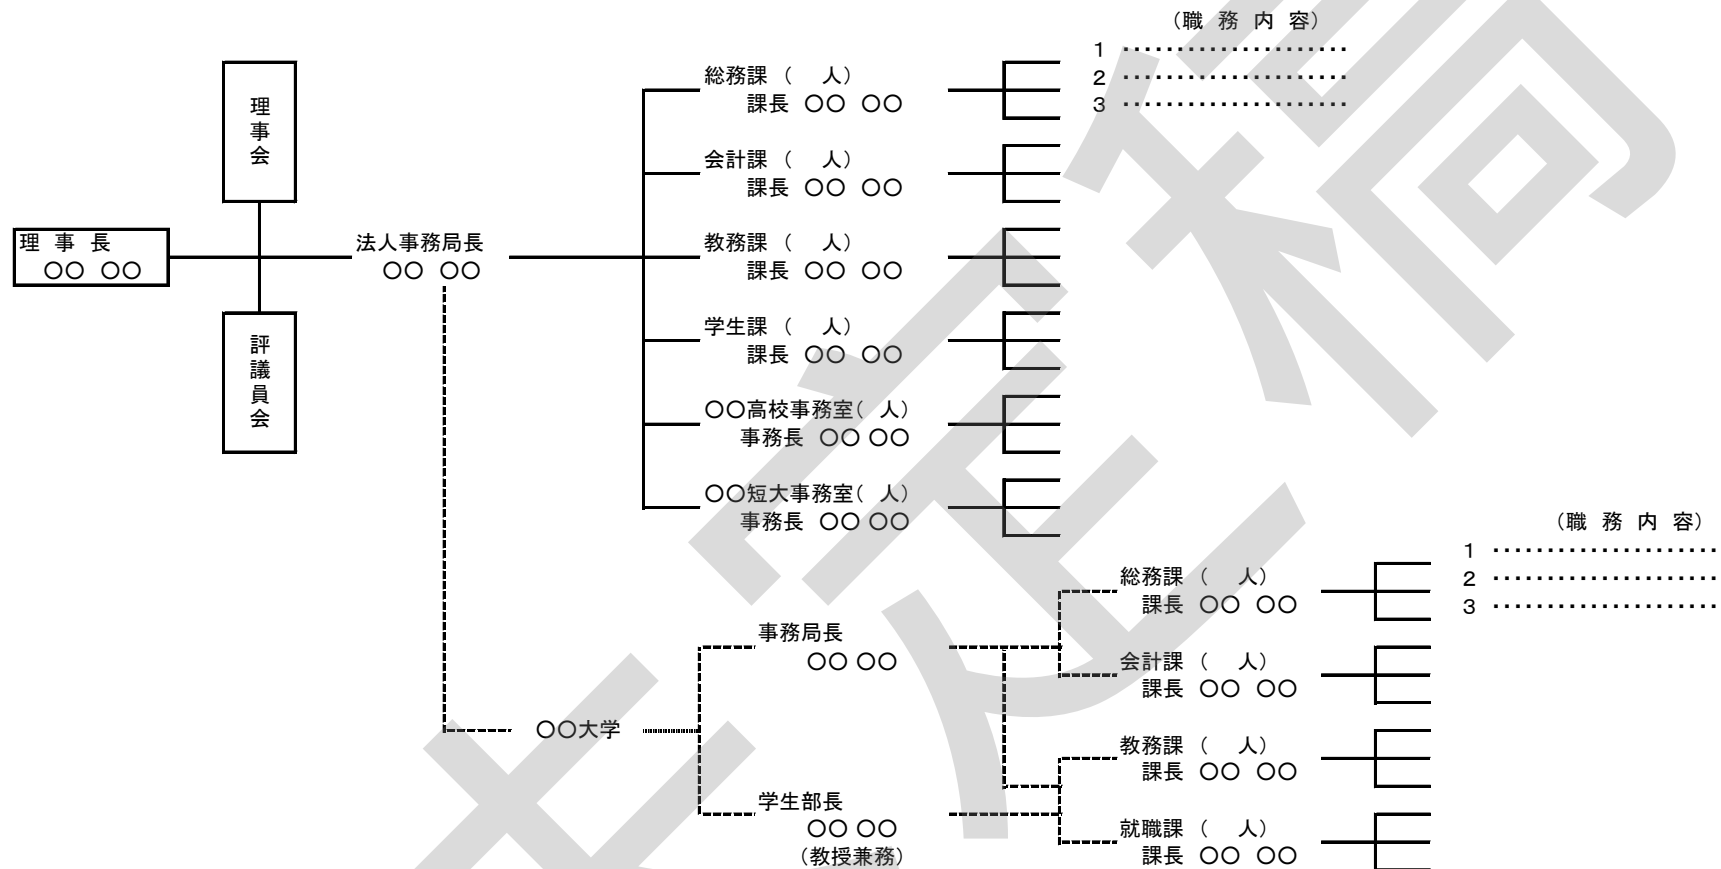 (職 務 内 容)
1 ・・・・・・・・・・・・・・・・・・・・
2 ・・・・・・・・・・・・・・・・・・・・
3 ・・・・・・・・・・・・・・・・・・・・
総務課 ( 人)
課長 ○○ ○○
理事会
会計課 ( 人)
課長 ○○ ○○
理 事 長
○○ ○○
法人事務局長
○○ ○○
教務課 ( 人)
課長 ○○ ○○
評議員会
学生課 ( 人)
課長 ○○ ○○
○○高校事務室( 人)
事務長 ○○ ○○
○○短大事務室( 人)
事務長 ○○ ○○
(職 務 内 容)
1 ・・・・・・・・・・・・・・・・・・・・
2 ・・・・・・・・・・・・・・・・・・・・
3 ・・・・・・・・・・・・・・・・・・・・
総務課 ( 人)
課長 ○○ ○○
事務局長
○○ ○○
会計課 ( 人)
課長 ○○ ○○
○○大学
教務課 ( 人)
課長 ○○ ○○
学生部長
○○ ○○
(教授兼務)
就職課 ( 人)
課長 ○○ ○○
定稿